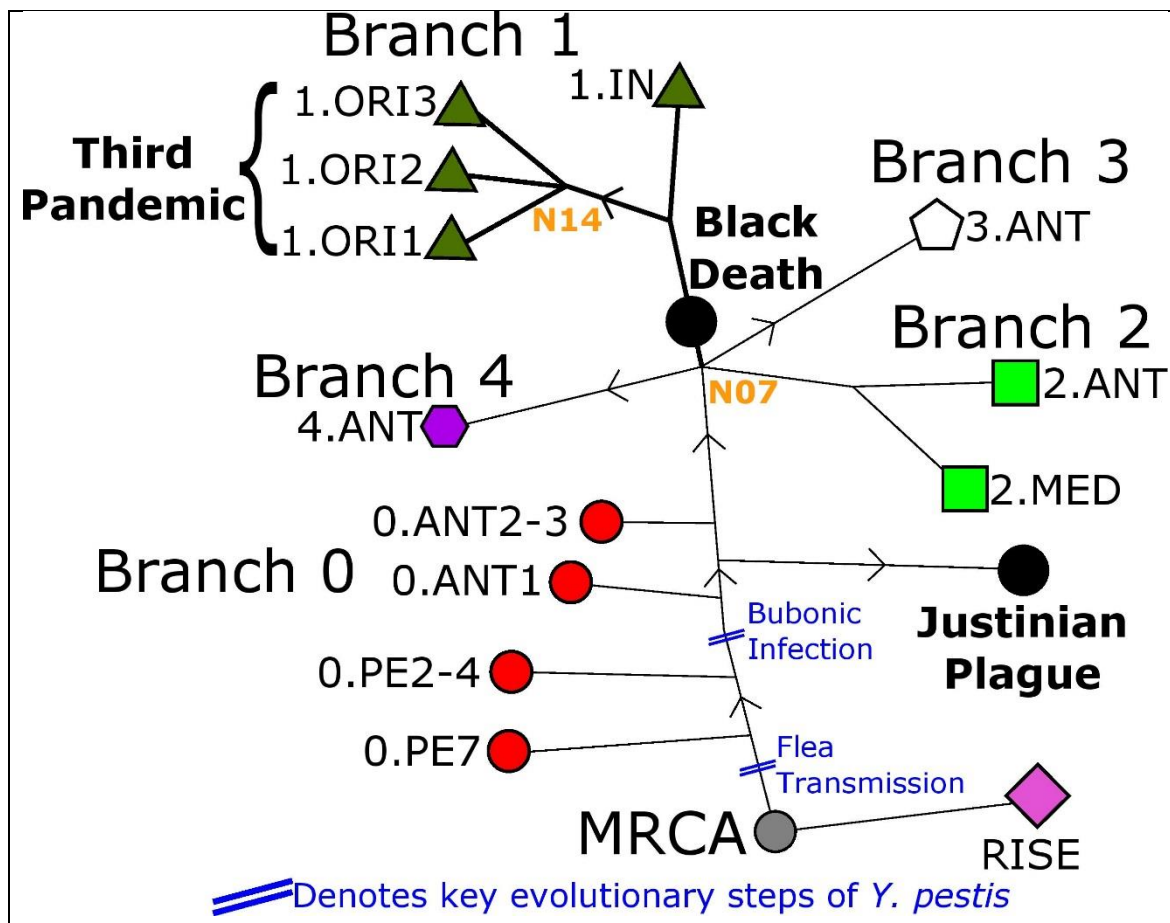 Branch 1
1.ORI3
1.IN
1.ORI2
1.ORI1
Third
Pandemic
N14
Black
Death
Branch 3
3.ANT
Branch 2
2.ANT
2.MED
Branch 4
4.ANT
N07
0.ANT2-3
Branch 0
0.ANT1
Justinian
Plague
Bubonic
Infection
0.PE2-4
0.PE7
Flea
Transmission
MRCA
RISE
Denotes key evolutionary steps of Y. pestis